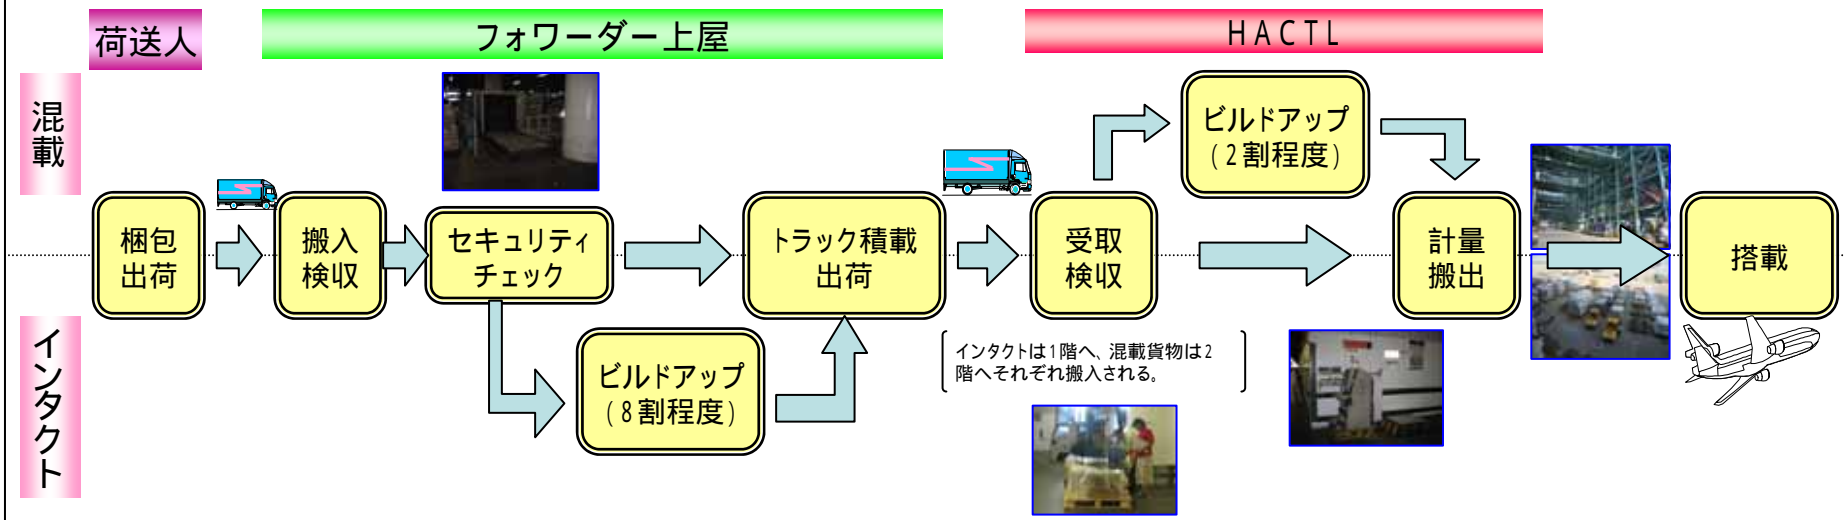 荷送人
フォワーダー上屋
HACTL
混載
ビルドアップ
(2割程度)
梱包
出荷
搬入
検収
セキュリティ
チェック
トラック積載
出荷
受取
検収
計量
搬出
搭載
インタクト
ビルドアップ
(8割程度)
インタクトは1階へ、混載貨物は2
階へそれぞれ搬入される。